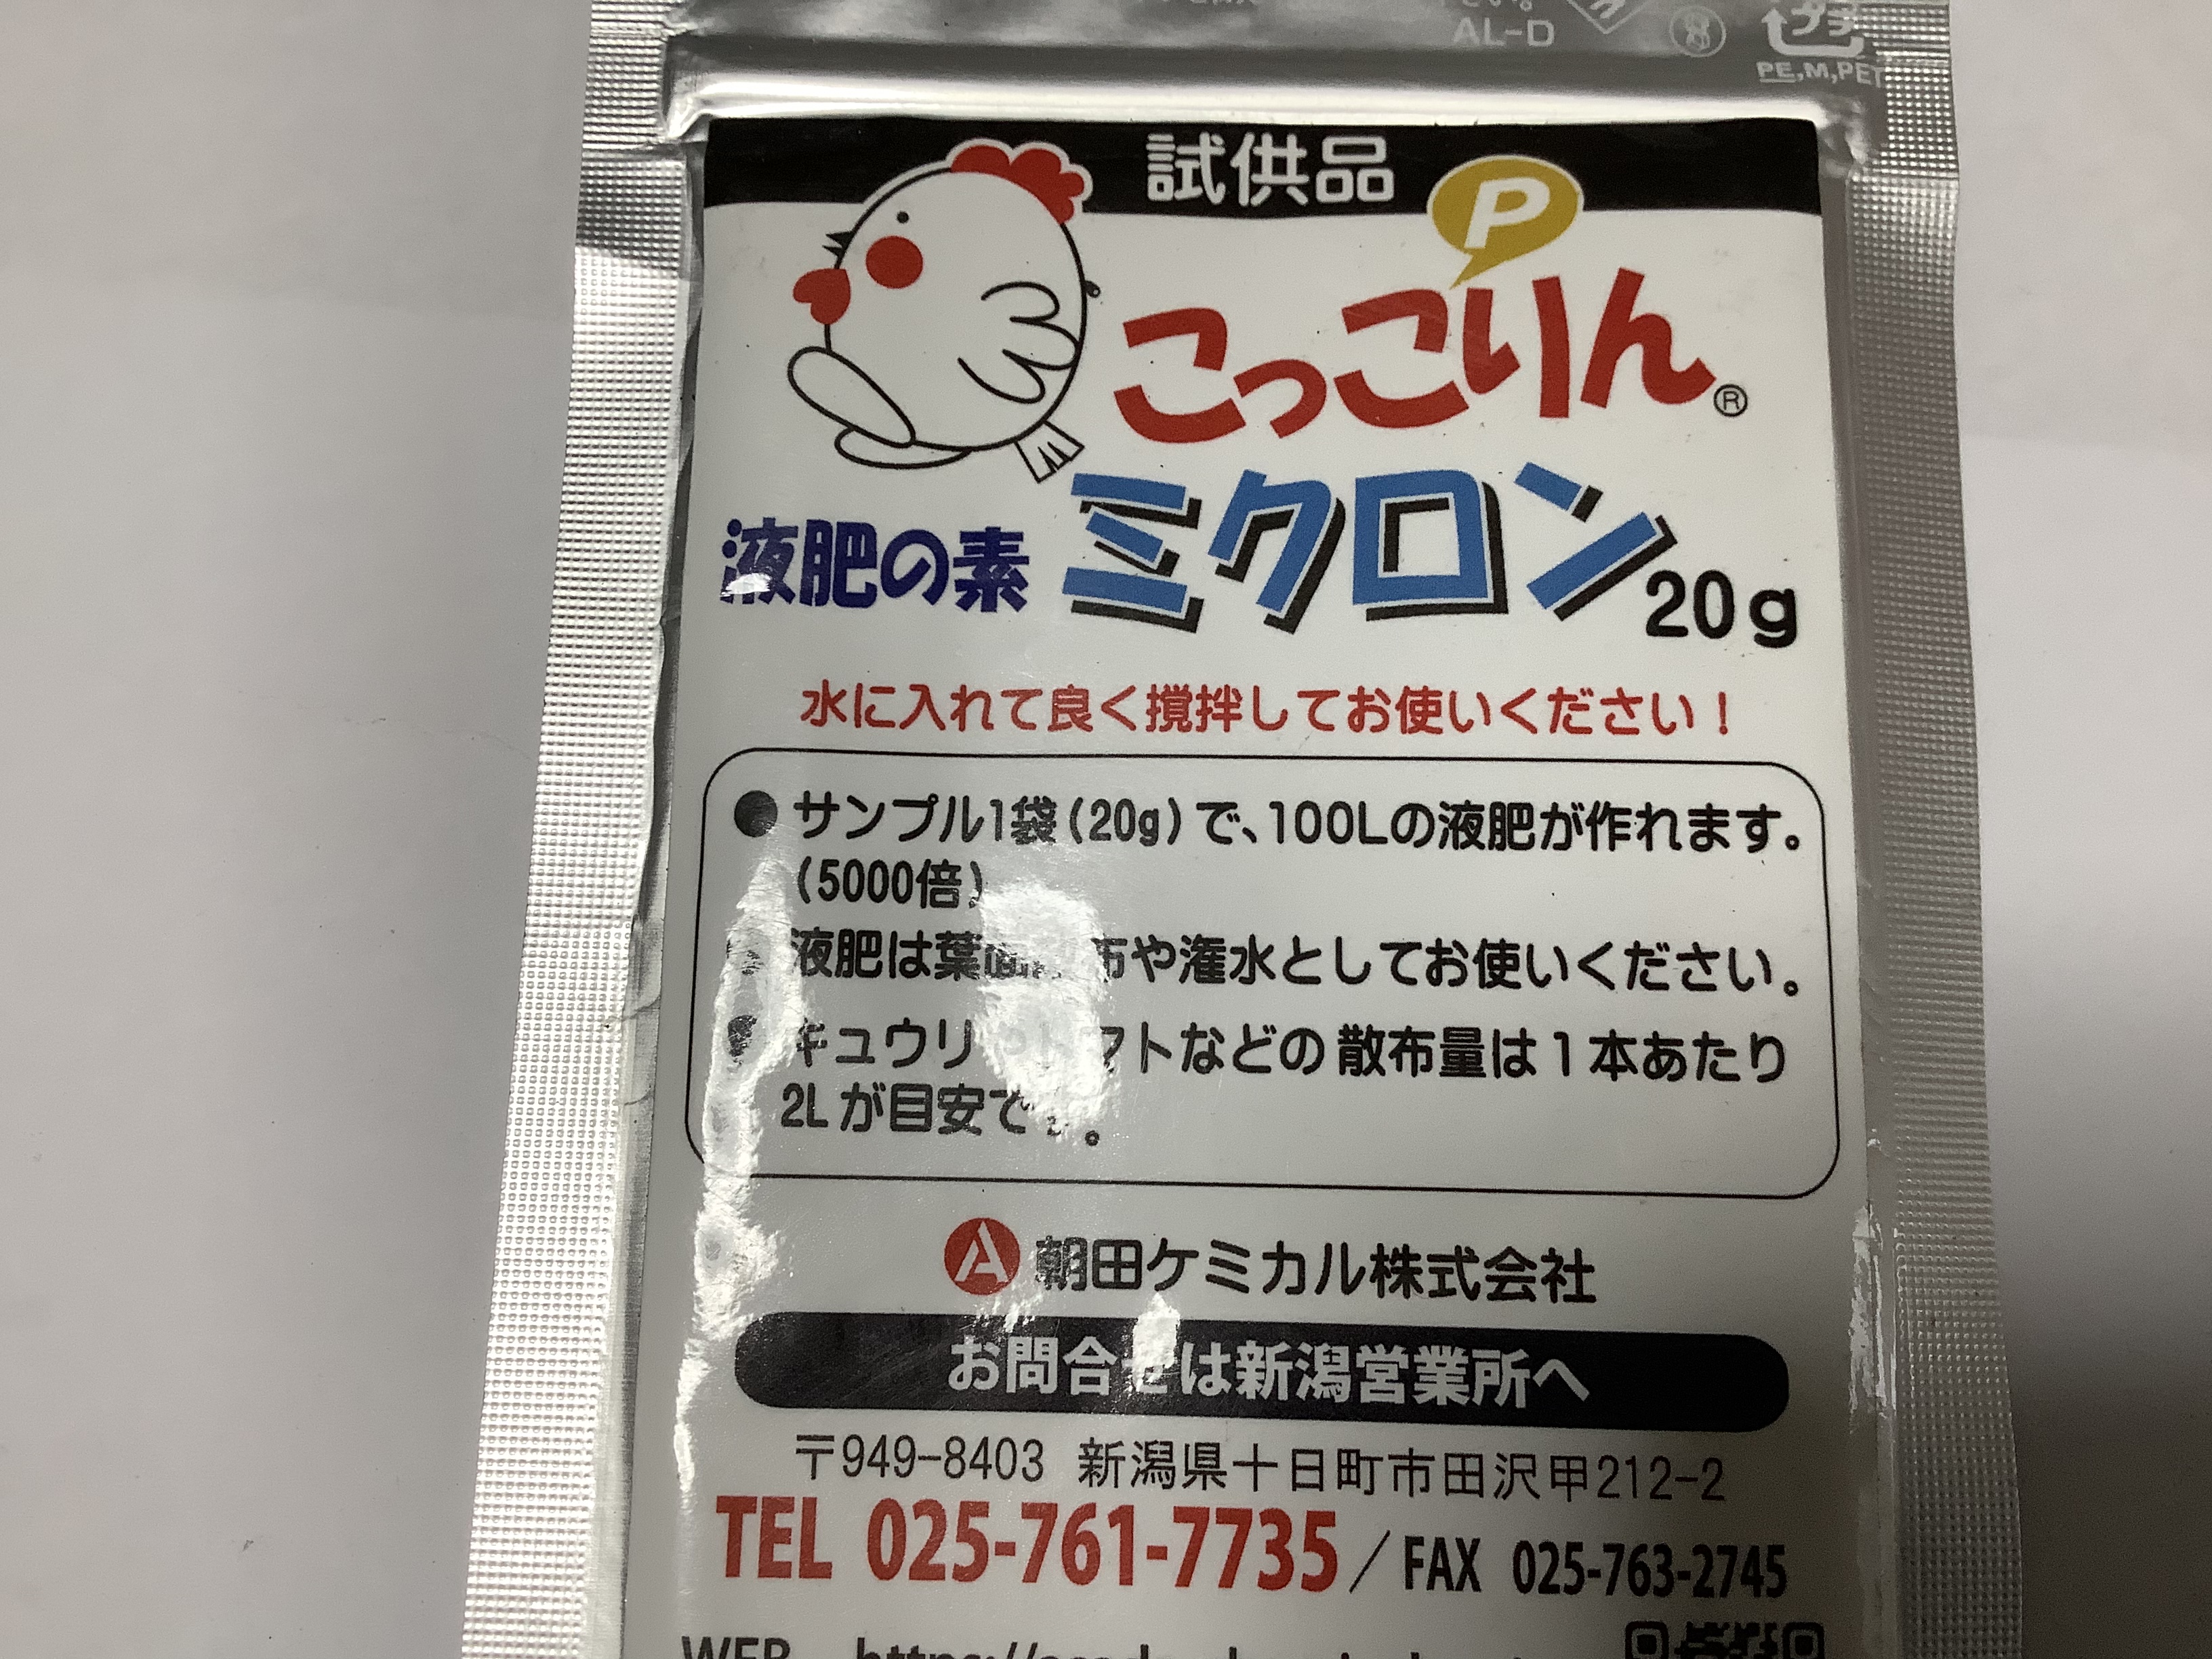 AL-D
プラ
PE,M,PET
試供品
P
こっこりん®
液肥の素 ミクロン 20g
水に入れて良く撹拌してお使いください！
● サンプル1袋(20g)で、100Lの液肥が作れます。
(5000倍)
液肥は葉 布や潅水としてお使いください。
キュウリ トマトなどの散布量は1本あたり
2Lが目安で 。
A 朝田ケミカル株式会社
お問合せは新潟営業所へ
〒949-8403 新潟県十日町市田沢甲212-2
TEL 025-761-7735／FAX 025-763-2745
WEB